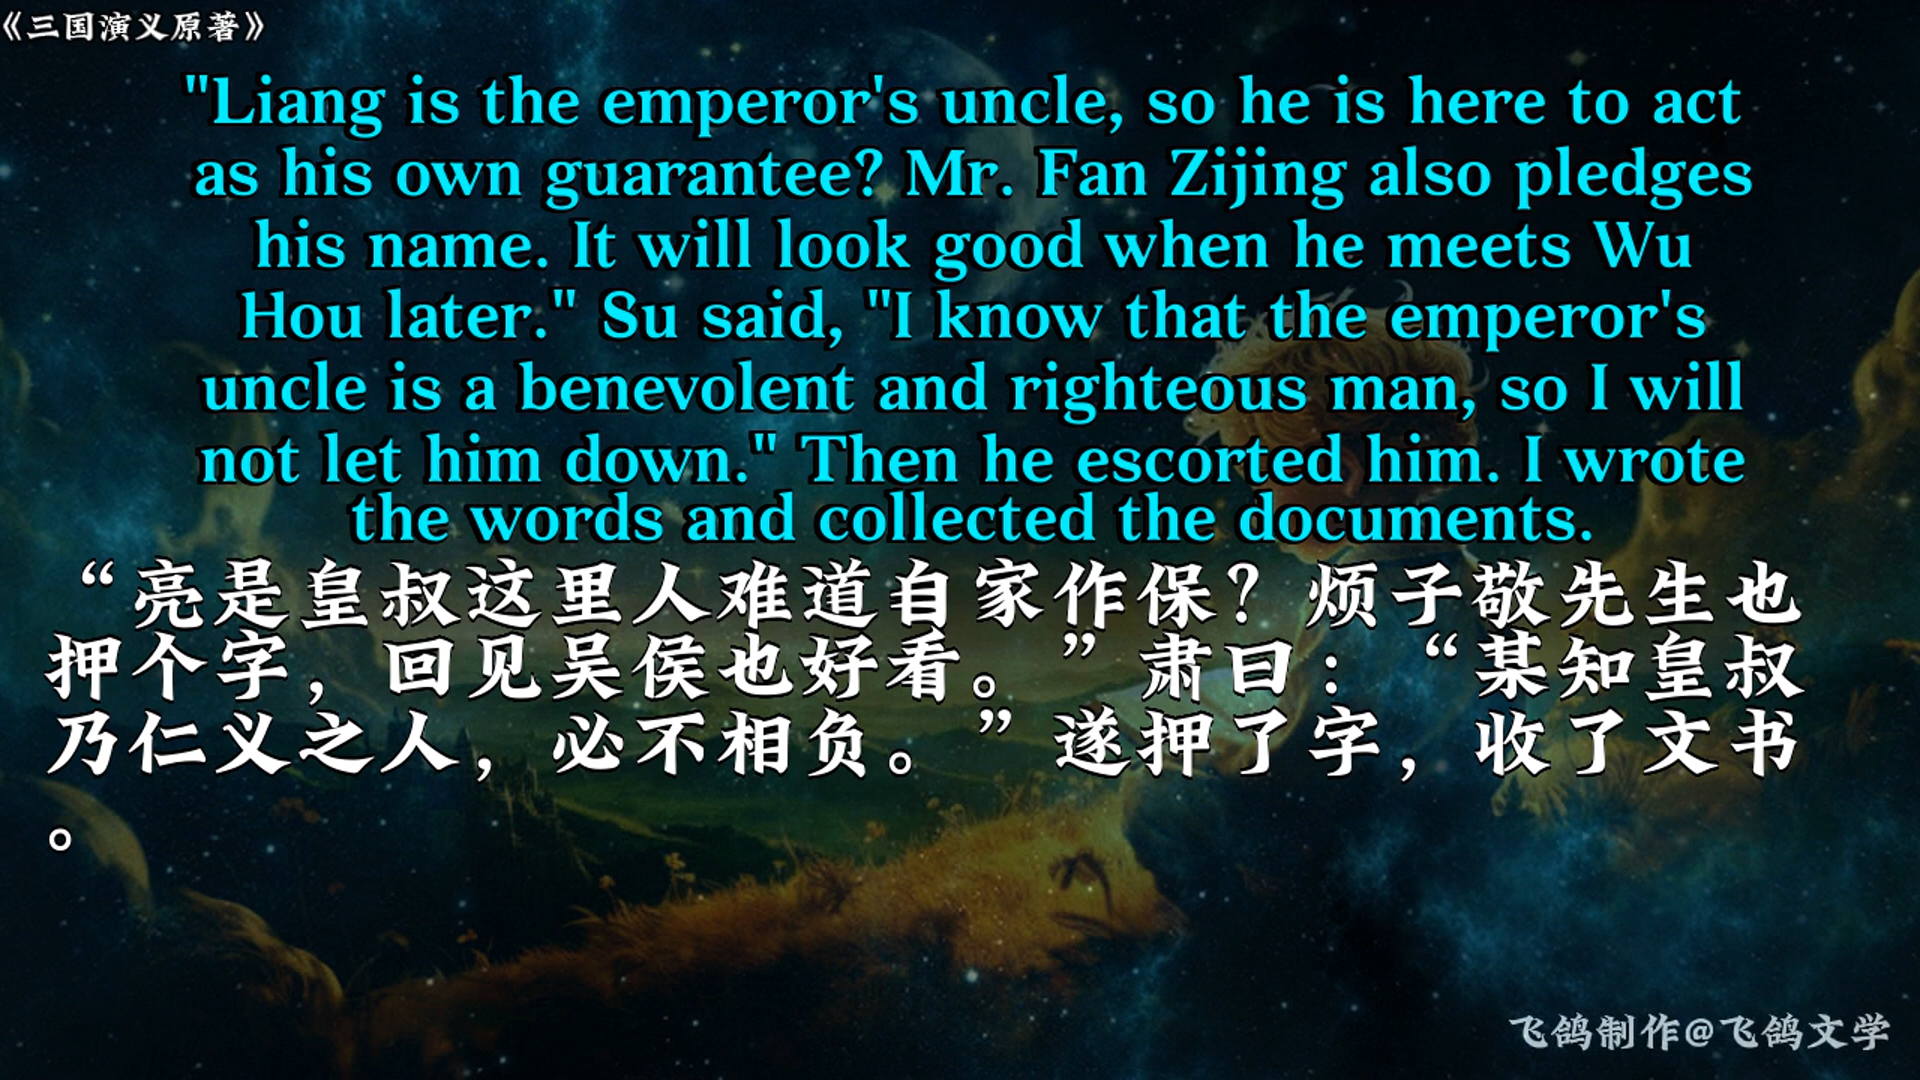 《三国演义原著》
"Liang is the emperor's uncle, so he is here to act
as his own guarantee? Mr. Fan Zijing also pledges
his name. It will look good when he meets Wu
Hou later." Su said, "I know that the emperor's
uncle is a benevolent and righteous man, so I will
not let him down." Then he escorted him. I wrote
the words and collected the documents.
“亮是皇叔这里人难道自家作保？烦子敬先生也
押个字，回见吴侯也好看。”肃曰：“某知皇叔
乃仁义之人，必不相负。”遂押了字，收了文书
。
飞鸽制作@飞鸽文学